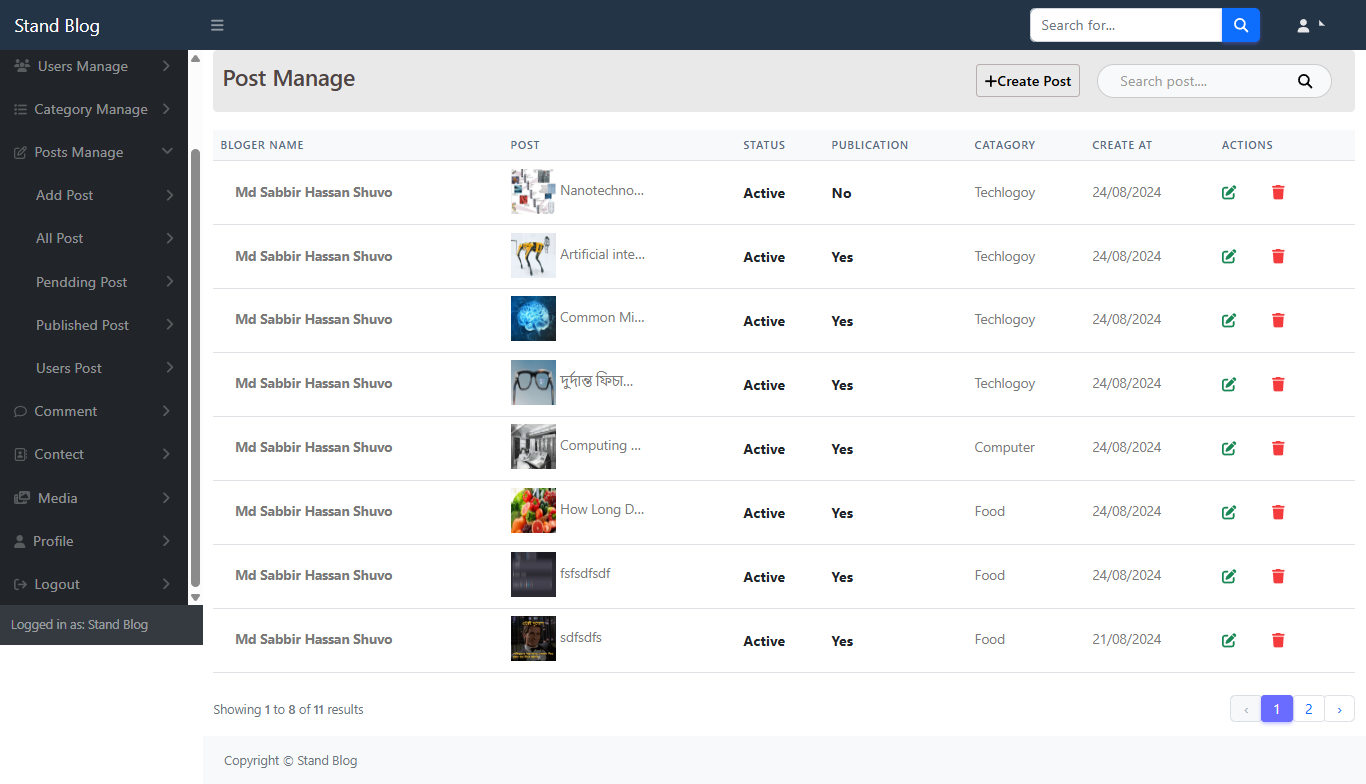 Stand Blog
Search for...
Users Manage
Category Manage
Posts Manage
Add Post
All Post
Pendding Post
Published Post
Users Post
Comment
Contect
Media
Profile
Logout
Logged in as: Stand Blog
Post Manage
+Create Post
Search post....
BLOGER NAME POST STATUS PUBLICATION CATAGORY CREATE AT ACTIONS
Md Sabbir Hassan Shuvo Nanotechno... Active No Techlogoy 24/08/2024
Md Sabbir Hassan Shuvo Artificial inte... Active Yes Techlogoy 24/08/2024
Md Sabbir Hassan Shuvo Common Mi... Active Yes Techlogoy 24/08/2024
Md Sabbir Hassan Shuvo দুর্দান্ত ফিচা... Active Yes Techlogoy 24/08/2024
Md Sabbir Hassan Shuvo Computing ... Active Yes Computer 24/08/2024
Md Sabbir Hassan Shuvo How Long D... Active Yes Food 24/08/2024
Md Sabbir Hassan Shuvo fsfsdfsdf Active Yes Food 24/08/2024
Md Sabbir Hassan Shuvo sdfsdfs Active Yes Food 21/08/2024
Showing 1 to 8 of 11 results
‹ 1 2 ›
Copyright © Stand Blog